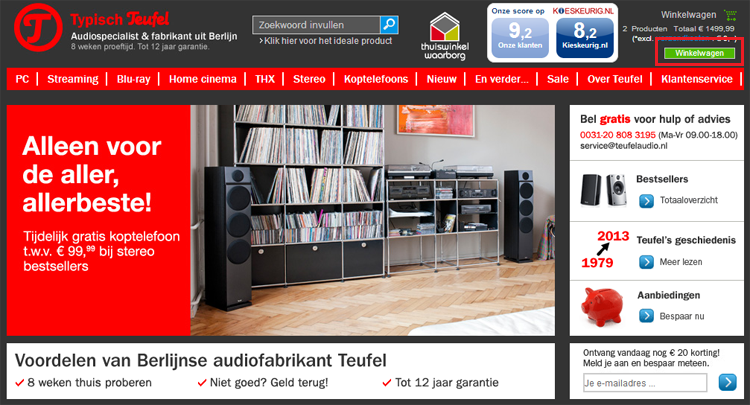 Typisch Teufel
Audiospecialist & fabrikant uit Berlijn
8 weken proeftijd. Tot 12 jaar garantie.
Zoekwoord invullen
Klik hier voor het ideale product
thuiswinkel
waarborg
Onze score op
KIESKEURIG.NL
9,2
Onze klanten
8,2
Kieskeurig.nl
Winkelwagen
2 Producten Totaal € 1499,99
(*excl.
Winkelwagen
PC | Streaming | Blu-ray | Home cinema | THX | Stereo | Koptelefoons | Nieuw | En verder... | Sale | Over Teufel | Klantenservice
Alleen voor
de aller,
allerbeste!
Tijdelijk gratis koptelefoon
t.w.v. € 99,99 bij stereo
bestsellers
Bel gratis voor hulp of advies
0031-20 808 3195 (Ma-Vr 09.00-18.00)
service@teufelaudio.nl
Bestsellers
Totaaloverzicht
2013
1979
Teufel's geschiedenis
Meer lezen
Aanbiedingen
Bespaar nu
Voordelen van Berlijnse audiofabrikant Teufel
8 weken thuis proberen
Niet goed? Geld terug!
Tot 12 jaar garantie
Ontvang vandaag nog € 20 korting!
Meld je aan en bespaar meteen.
Je e-mailadres ...